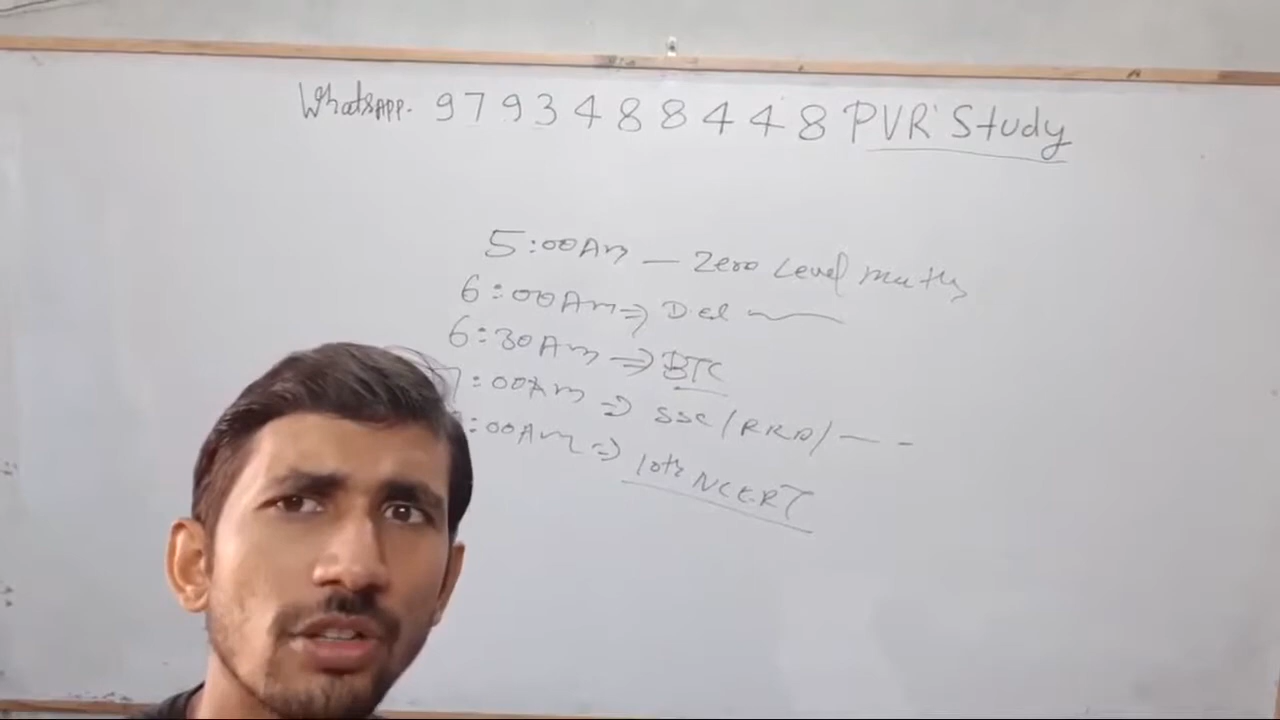 WhatsAPP. 9793488448 PVR Study
5:00Am — Zero Level maths
6:00Am ⇒ D.El
6:30Am ⇒ BTC
7:00Am ⇒ SSC/RRB/ — -
:00Am ⇒ 10th NCERT